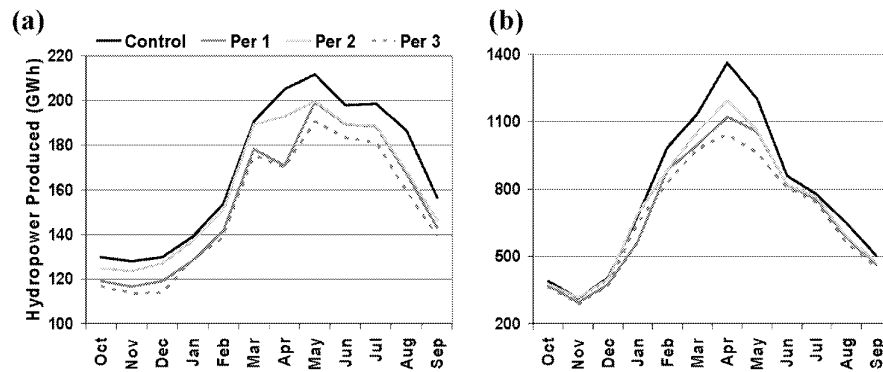 (a)
(b)
Control Per 1 Per 2 Per 3
Hydropower Produced (GWh)
220
200
180
160
140
120
100
Oct Nov Dec Jan Feb Mar Apr May Jun Jul Aug Sep
1400
1100
800
500
200
Oct Nov Dec Jan Feb Mar Apr May Jun Jul Aug Sep